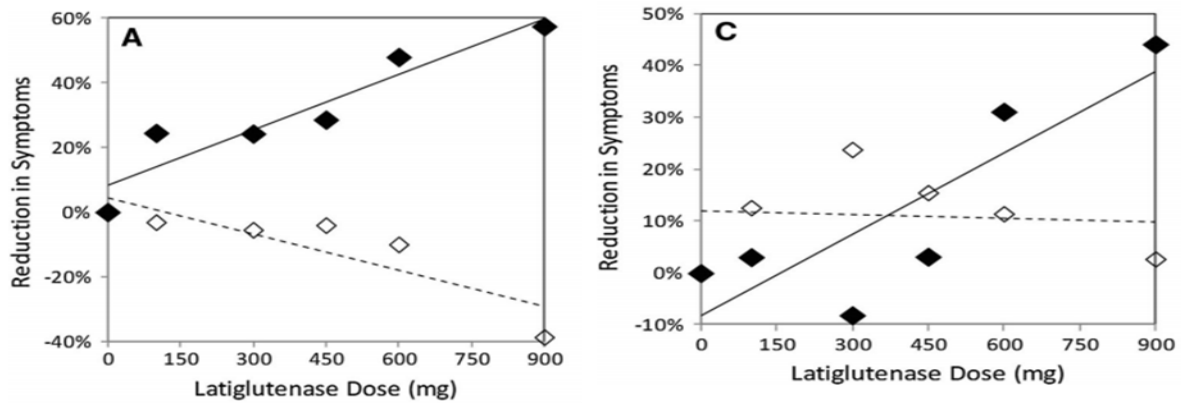 A
60%
40%
20%
0%
-20%
-40%
0 150 300 450 600 750 900
Latiglutenase Dose (mg)
Reduction in Symptoms
C
50%
40%
30%
20%
10%
0%
-10%
0 150 300 450 600 750 900
Latiglutenase Dose (mg)
Reduction in Symptoms